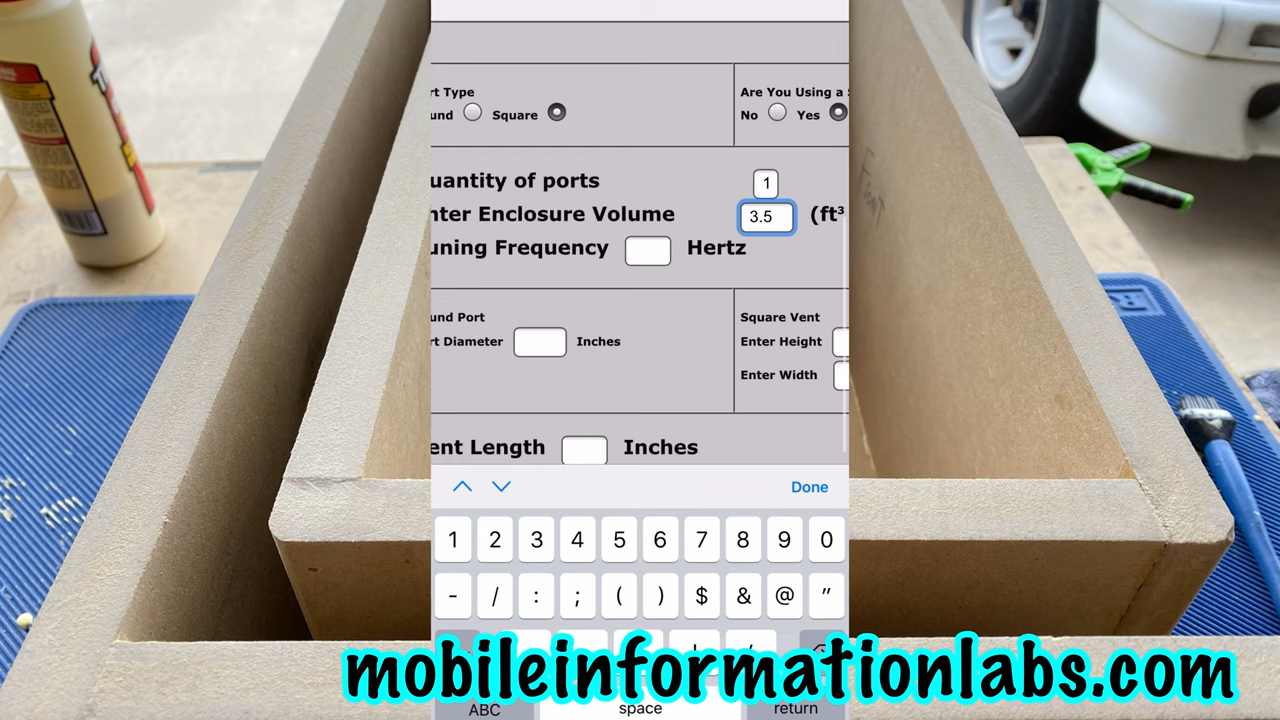 rt Type
und Square
Are You Using a
No Yes
uantity of ports 1
nter Enclosure Volume 3.5 (ft³
uning Frequency Hertz
und Port
rt Diameter Inches
Square Vent
Enter Height
Enter Width
ent Length Inches
Done
1 2 3 4 5 6 7 8 9 0
- / : ; ( ) $ & @ "
mobileinformationlabs.com
ABC space return
Front